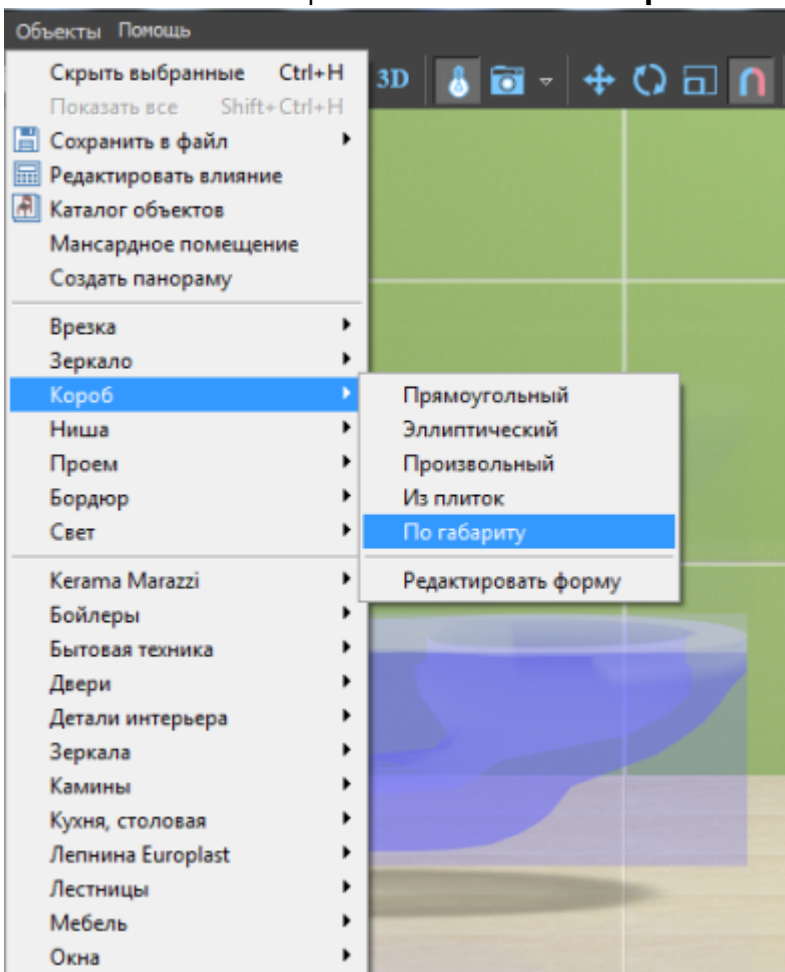 Объекты Помощь
Скрыть выбранные Ctrl+H
3D
Показать все Shift+Ctrl+H
Сохранить в файл
Редактировать влияние
Каталог объектов
Мансардное помещение
Создать панораму
Врезка
Зеркало
Короб
Ниша
Проем
Бордюр
Свет
Прямоугольный
Эллиптический
Произвольный
Из плиток
По габариту
Редактировать форму
Kerama Marazzi
Бойлеры
Бытовая техника
Двери
Детали интерьера
Зеркала
Камины
Кухня, столовая
Лепнина Europlast
Лестницы
Мебель
Окна